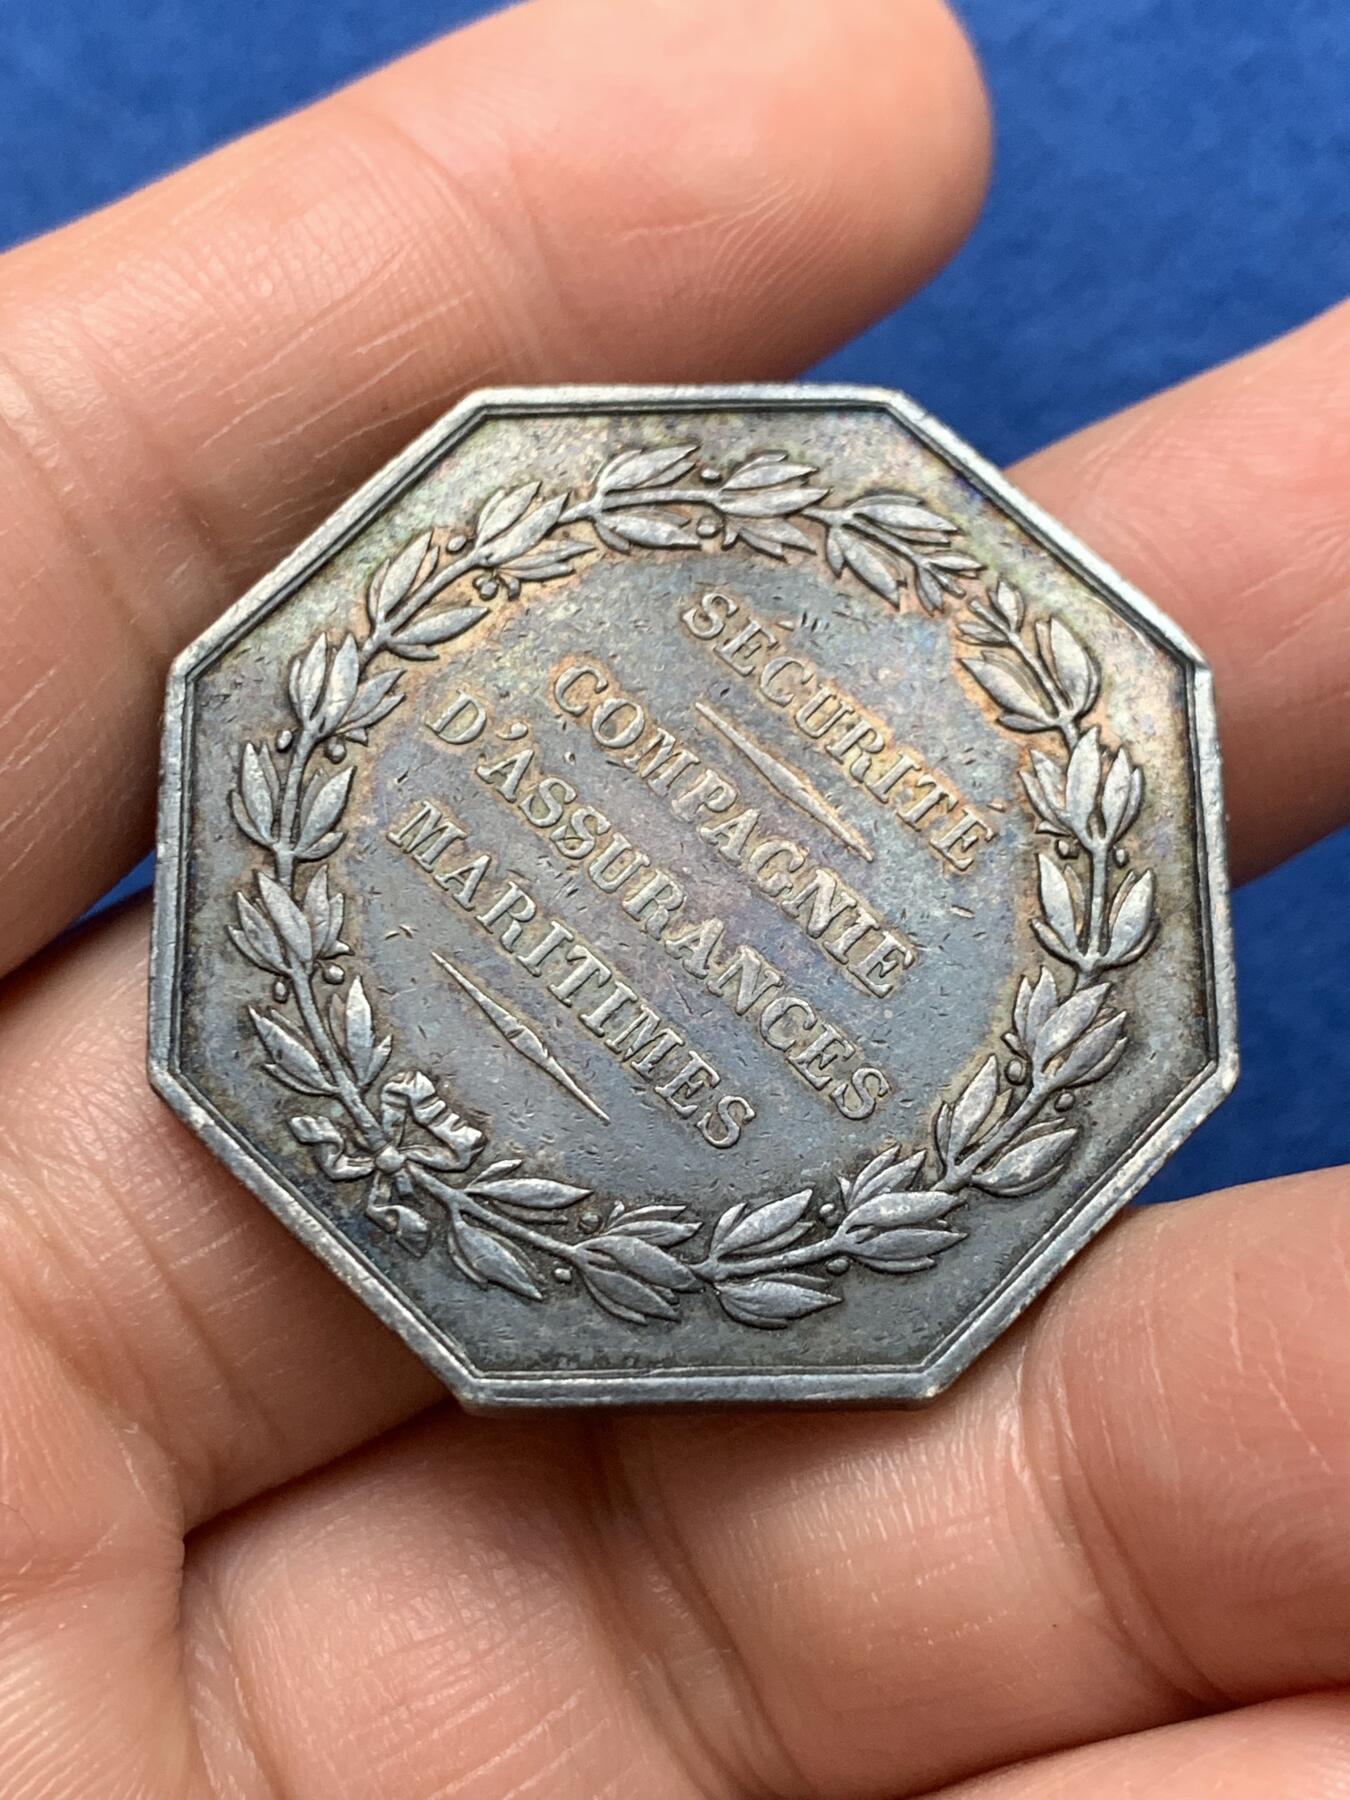 SÉCURITÉ
COMPAGNIE
D'ASSURANCES
MARITIMES